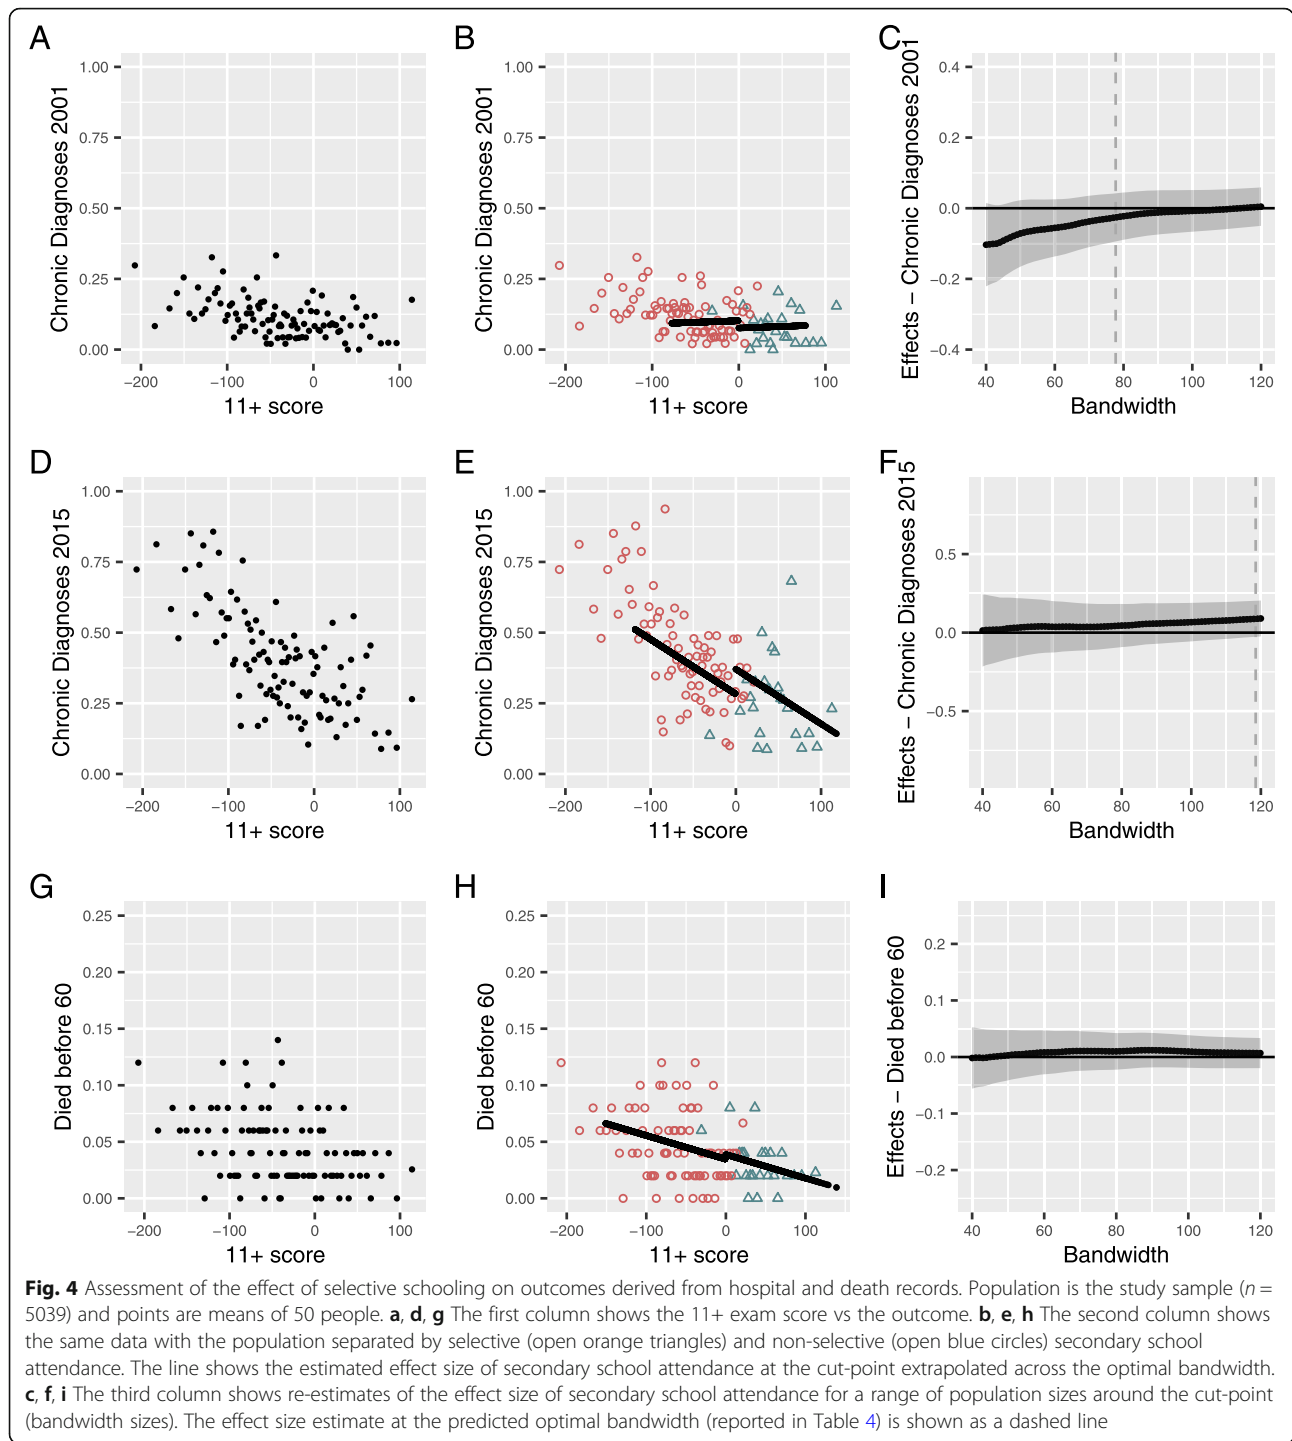 A
B
C
Chronic Diagnoses 2001
1.00
0.75
0.50
0.25
0.00
−200 −100 0 100
11+ score
Chronic Diagnoses 2001
1.00
0.75
0.50
0.25
0.00
−200 −100 0 100
11+ score
Effects − Chronic Diagnoses 2001
0.4
0.2
0.0
−0.2
−0.4
40 60 80 100 120
Bandwidth
D
E
F
Chronic Diagnoses 2015
1.00
0.75
0.50
0.25
0.00
−200 −100 0 100
11+ score
Chronic Diagnoses 2015
1.00
0.75
0.50
0.25
0.00
−200 −100 0 100
11+ score
Effects − Chronic Diagnoses 2015
0.5
0.0
−0.5
40 60 80 100 120
Bandwidth
G
H
I
Died before 60
0.25
0.20
0.15
0.10
0.05
0.00
−200 −100 0 100
11+ score
Died before 60
0.25
0.20
0.15
0.10
0.05
0.00
−200 −100 0 100
11+ score
Effects − Died before 60
0.2
0.1
0.0
−0.1
−0.2
40 60 80 100 120
Bandwidth
Fig. 4 Assessment of the effect of selective schooling on outcomes derived from hospital and death records. Population is the study sample (n =
5039) and points are means of 50 people. a, d, g The first column shows the 11+ exam score vs the outcome. b, e, h The second column shows
the same data with the population separated by selective (open orange triangles) and non-selective (open blue circles) secondary school
attendance. The line shows the estimated effect size of secondary school attendance at the cut-point extrapolated across the optimal bandwidth.
c, f, i The third column shows re-estimates of the effect size of secondary school attendance for a range of population sizes around the cut-point
(bandwidth sizes). The effect size estimate at the predicted optimal bandwidth (reported in Table 4) is shown as a dashed line